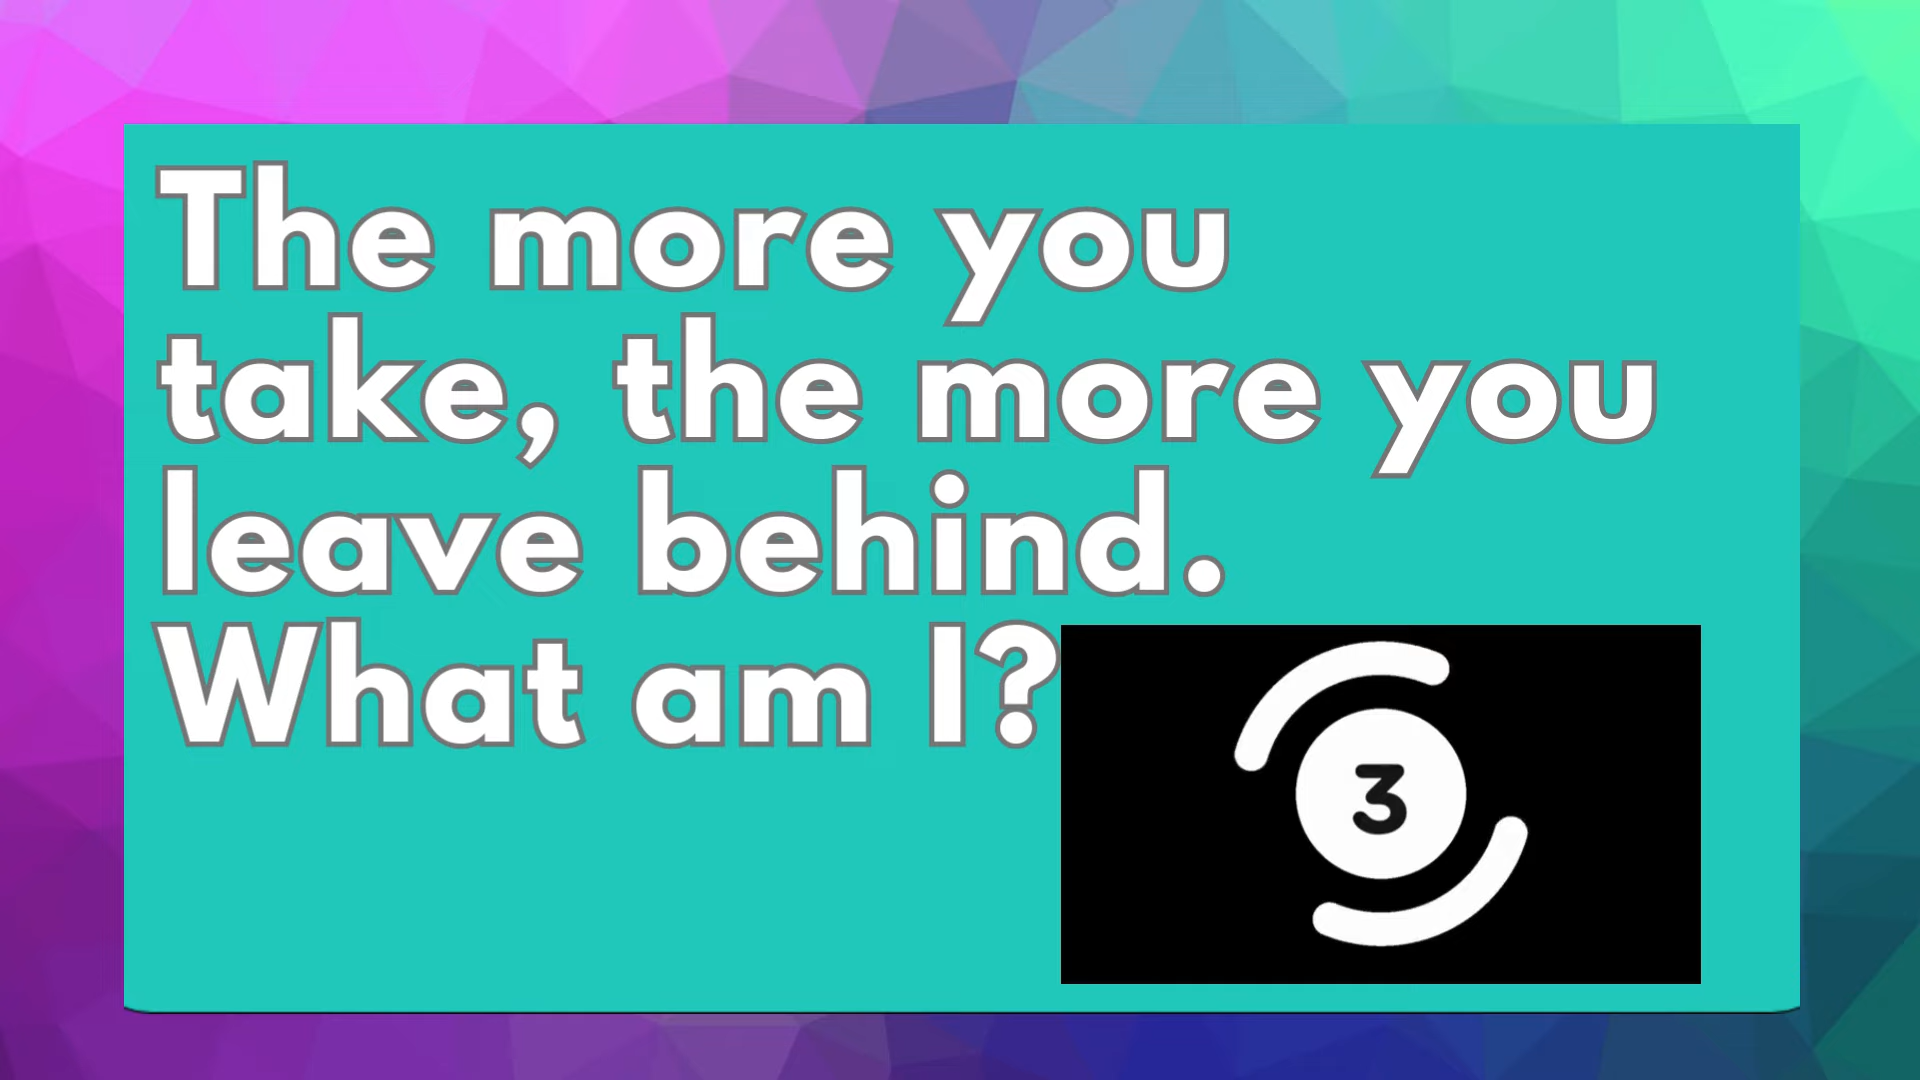 The more you
take, the more you
leave behind.
What am I?
3